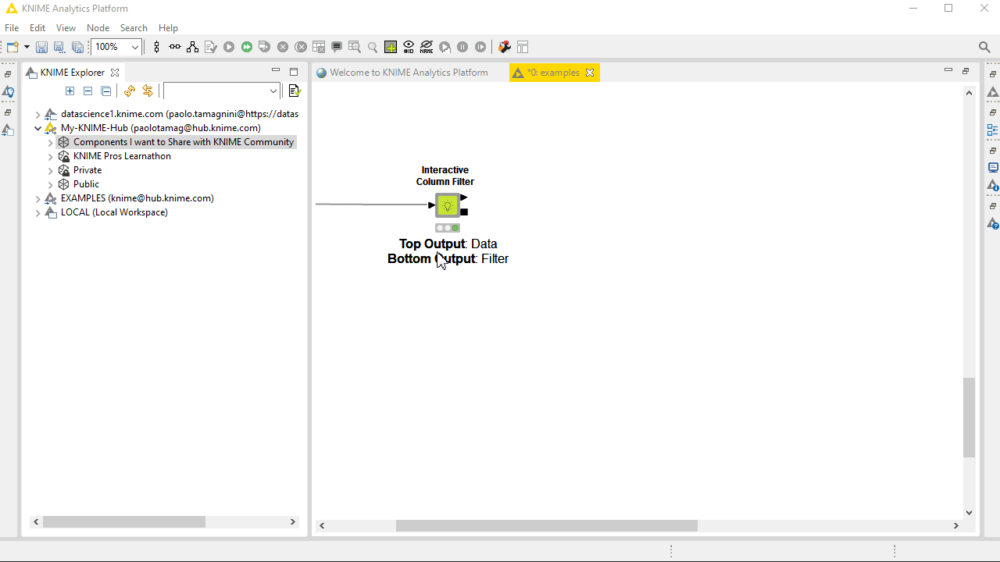 KNIME Analytics Platform
File Edit View Node Search Help
100%
#ID
NAME
KNIME Explorer
Welcome to KNIME Analytics Platform
*0: examples
datascience1.knime.com (paolo.tamagnini@https://datas
My-KNIME-Hub (paolotamag@hub.knime.com)
Components I want to Share with KNIME Community
KNIME Pros Learnathon
Private
Public
EXAMPLES (knime@hub.knime.com)
LOCAL (Local Workspace)
Interactive
Column Filter
Top Output: Data
Bottom Output: Filter